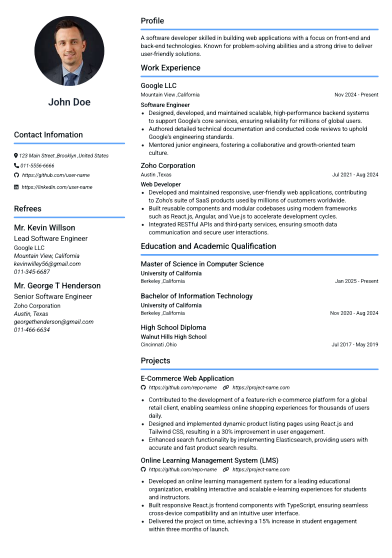 John Doe
Contact Infomation
123 Main Street ,Brooklyn ,United States
011-5556-6666
https://github.com/user-name
https://linkedin.com/user-name
Refrees
Mr. Kevin Willson
Lead Software Engineer
Google LLC
Mountain View, California
kevinwilley56@gmail.com
011-345-6687
Mr. George T Henderson
Senior Software Engineer
Zoho Corporation
Austin, Texas
georgethenderson@gmail.com
011-466-6634
Profile
A software developer skilled in building web applications with a focus on front-end and
back-end technologies. Known for problem-solving abilities and a strong drive to deliver
user-friendly solutions.
Work Experience
Google LLC
Mountain View ,California Nov 2024 - Present
Software Engineer
• Designed, developed, and maintained scalable, high-performance backend systems
to support Google's core services, ensuring reliability for millions of global users.
• Authored detailed technical documentation and conducted code reviews to uphold
Google's engineering standards.
• Mentored junior engineers, fostering a collaborative and growth-oriented team
culture.
Zoho Corporation
Austin ,Texas Jul 2021 - Aug 2024
Web Developer
• Developed and maintained responsive, user-friendly web applications, contributing
to Zoho's suite of SaaS products used by millions of customers worldwide.
• Built reusable components and modular codebases using modern frameworks
such as React.js, Angular, and Vue.js to accelerate development cycles.
• Integrated RESTful APIs and third-party services, ensuring smooth data
communication and secure user interactions.
Education and Academic Qualification
Master of Science in Computer Science
University of California
Berkeley ,California Jan 2025 - Present
Bachelor of Information Technology
University of California
Berkeley ,California Nov 2020 - Aug 2024
High School Diploma
Walnut Hills High School
Cincinnati ,Ohio Jul 2017 - May 2019
Projects
E-Commerce Web Application
https://github.com/repo-name https://project-name.com
• Contributed to the development of a feature-rich e-commerce platform for a global
retail client, enabling seamless online shopping experiences for thousands of users
daily.
• Designed and implemented dynamic product listing pages using React.js and
Tailwind CSS, resulting in a 30% improvement in user engagement.
• Enhanced search functionality by implementing Elasticsearch, providing users with
accurate and fast product search results.
Online Learning Management System (LMS)
https://github.com/repo-name https://project-name.com
• Developed an online learning management system for a leading educational
organization, enabling interactive and scalable e-learning experiences for students
and instructors.
• Built responsive React.js frontend components with TypeScript, ensuring seamless
cross-device compatibility and an intuitive user interface.
• Delivered the project on time, achieving a 15% increase in student engagement
within three months of launch.